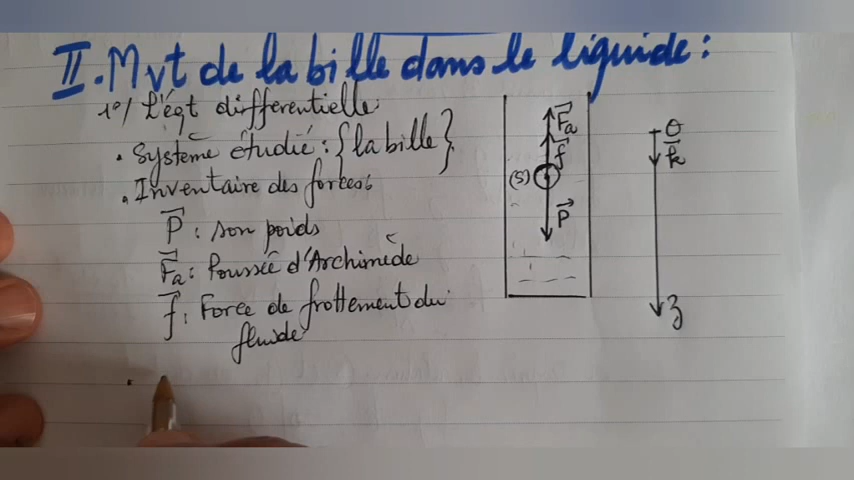 II. Mvt de la bille dans le liquide :
1°/ L'éqt differentielle
. Système étudié : {la bille}
. Inventaire des forces :
P : son poids
Fa : Poussée d'Archimède
f : Force de frottement du
fluide
Fa
f
(S)
P
O
k
z